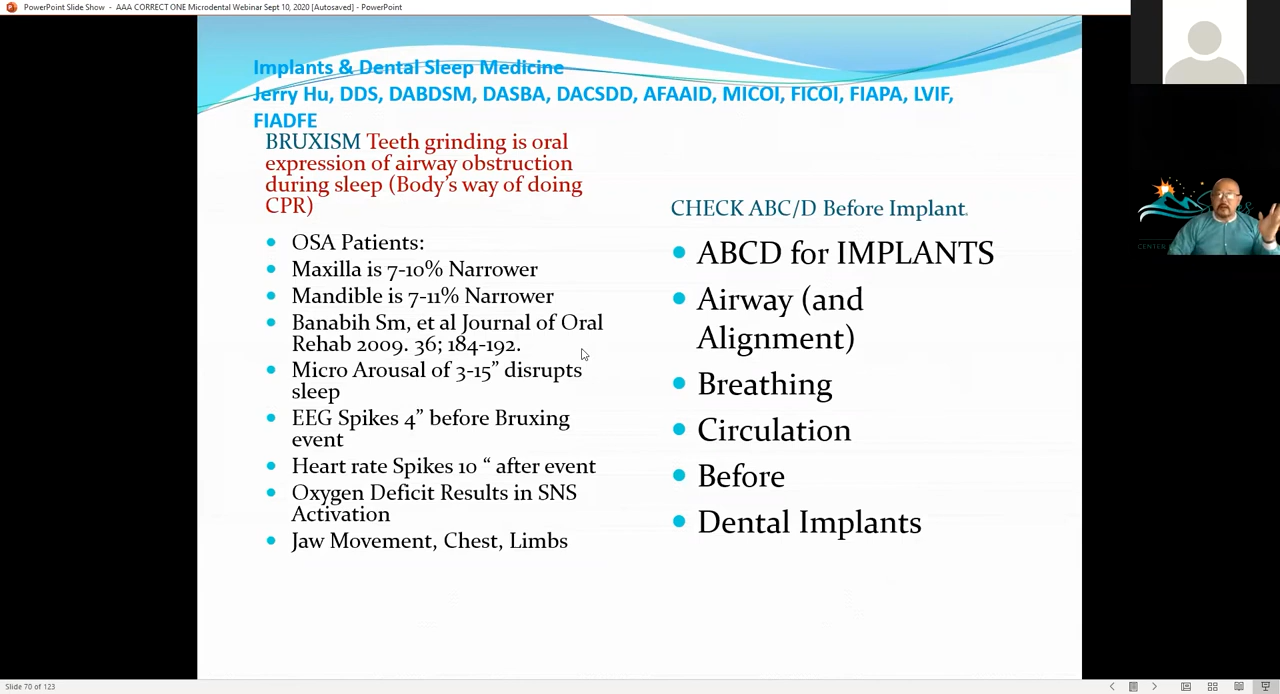 PowerPoint Slide Show - AAA CORRECT ONE Microdental Webinar Sept 10, 2020 [Autosaved] - PowerPoint
Implants & Dental Sleep Medicine
Jerry Hu, DDS, DABDSM, DASBA, DACSDD, AFAAID, MICOI, FICOI, FIAPA, LVIF,
FIADFE
BRUXISM Teeth grinding is oral
expression of airway obstruction
during sleep (Body's way of doing
CPR)
OSA Patients:
Maxilla is 7-10% Narrower
Mandible is 7-11% Narrower
Banabih Sm, et al Journal of Oral
Rehab 2009. 36; 184-192.
Micro Arousal of 3-15” disrupts
sleep
EEG Spikes 4” before Bruxing
event
Heart rate Spikes 10 “ after event
Oxygen Deficit Results in SNS
Activation
Jaw Movement, Chest, Limbs
CHECK ABC/D Before Implant.
ABCD for IMPLANTS
Airway (and
Alignment)
Breathing
Circulation
Before
Dental Implants
CENTER
Slide 70 of 123